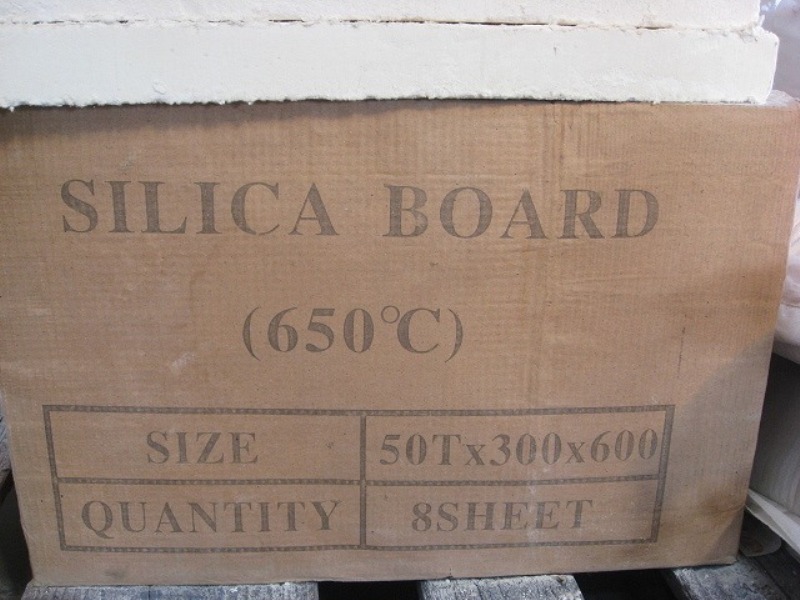 SILICA BOARD
(650℃)
SIZE 50Tx300x600
QUANTITY 8SHEET